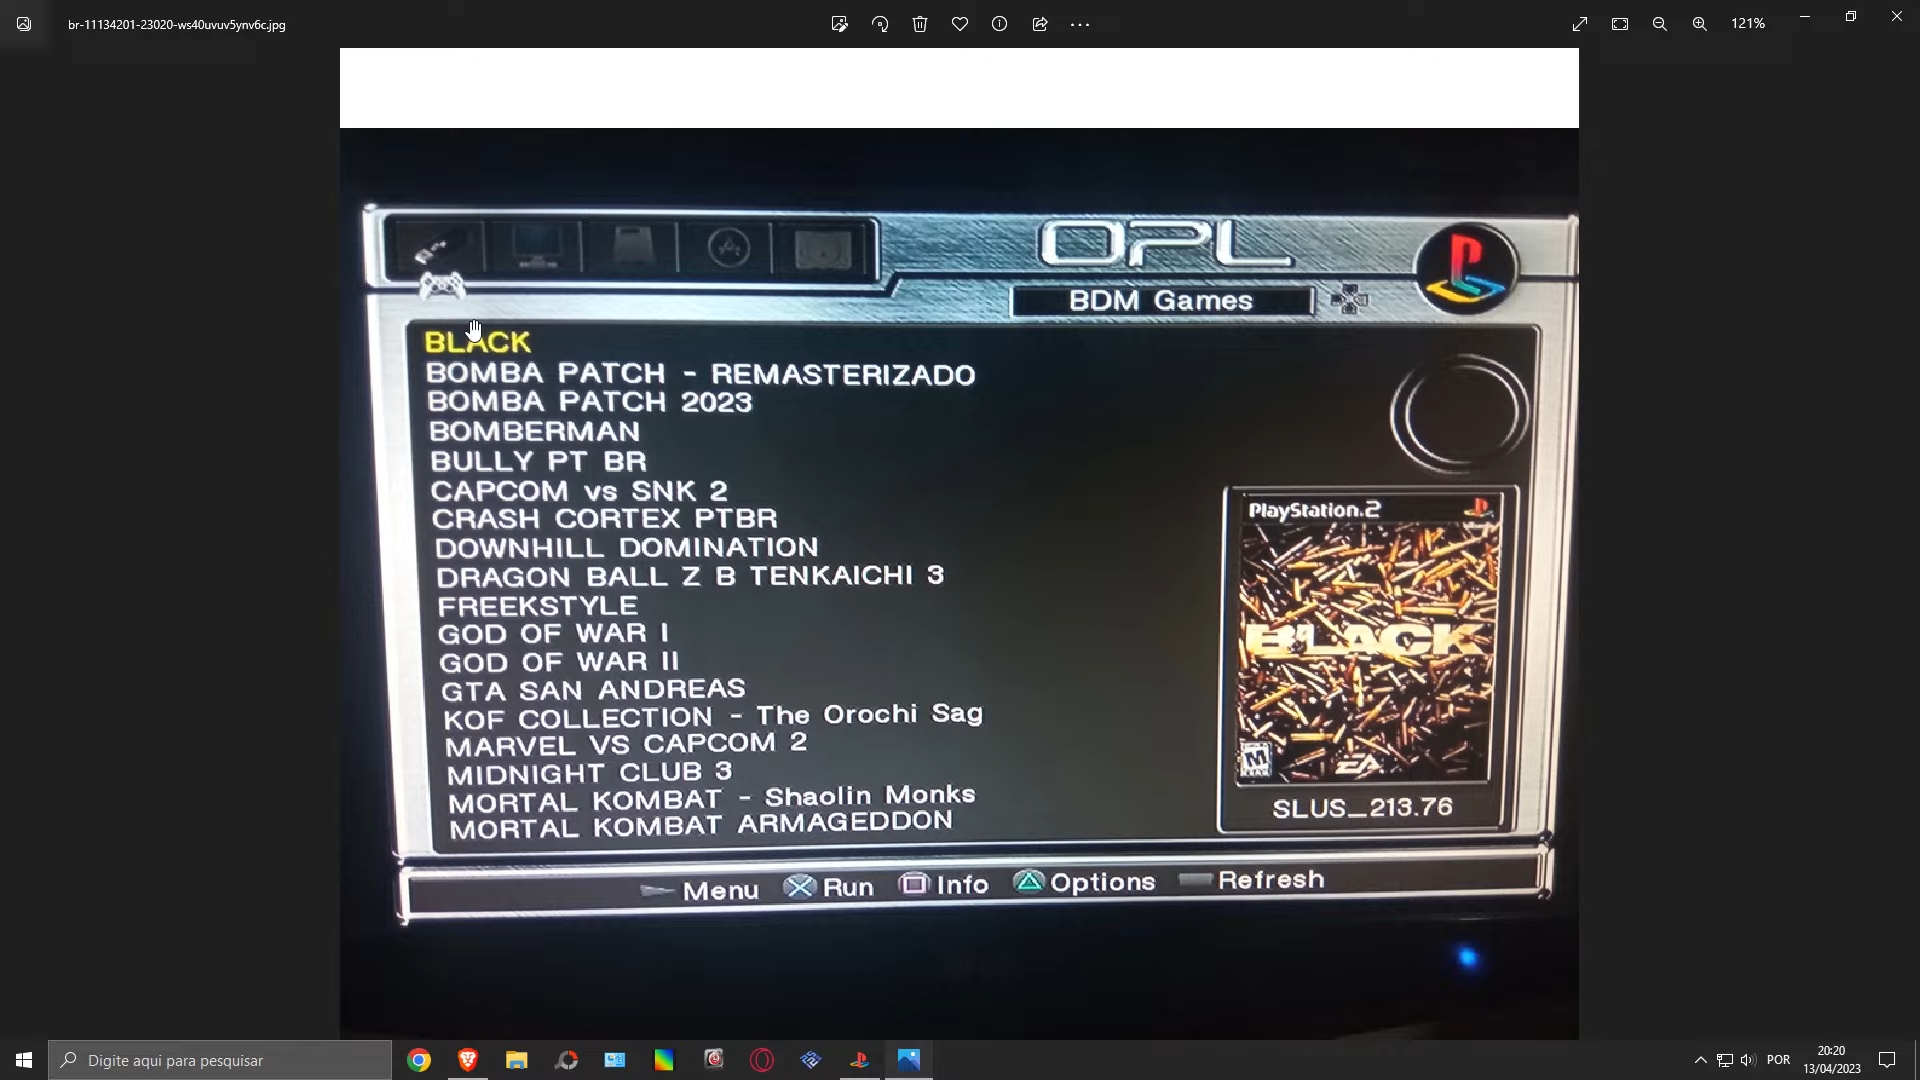 br-11134201-23020-ws40uvuv5ynv6c.jpg
121%
OPL
BDM Games
BLACK
BOMBA PATCH - REMASTERIZADO
BOMBA PATCH 2023
BOMBERMAN
BULLY PT BR
CAPCOM vs SNK 2
CRASH CORTEX PTBR
DOWNHILL DOMINATION
DRAGON BALL Z B TENKAICHI 3
FREEKSTYLE
GOD OF WAR I
GOD OF WAR II
GTA SAN ANDREAS
KOF COLLECTION - The Orochi Sag
MARVEL VS CAPCOM 2
MIDNIGHT CLUB 3
MORTAL KOMBAT - Shaolin Monks
MORTAL KOMBAT ARMAGEDDON
PlayStation.2
BLACK
M
EA
SLUS_213.76
Menu Run Info Options Refresh
Digite aqui para pesquisar
POR
20:20
13/04/2023